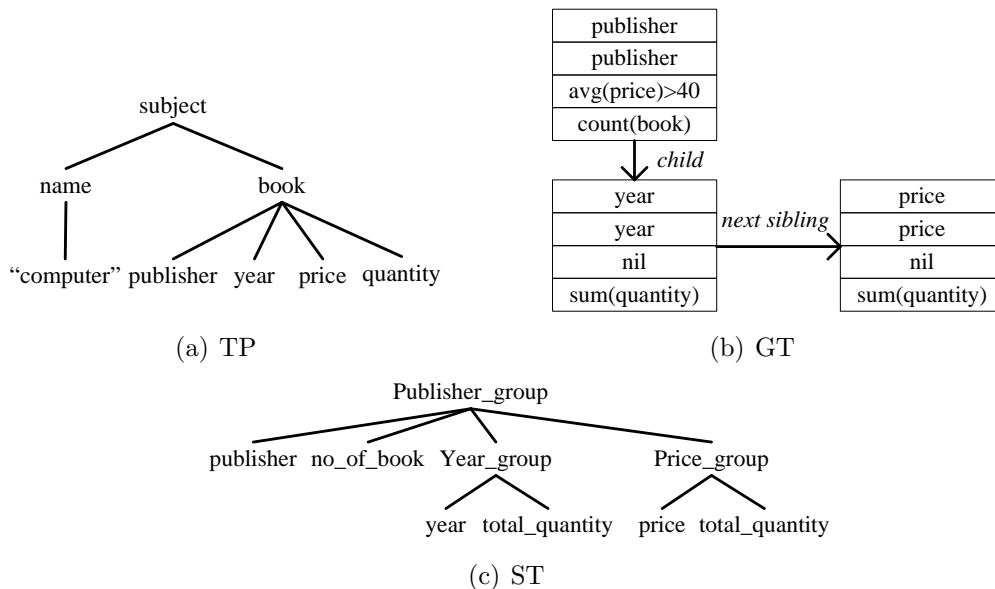 subject
name book
“computer” publisher year price quantity
(a) TP
publisher
publisher
avg(price)>40
count(book)
child
year
year
nil
sum(quantity)
next sibling
price
price
nil
sum(quantity)
(b) GT
Publisher_group
publisher no_of_book Year_group Price_group
year total_quantity price total_quantity
(c) ST